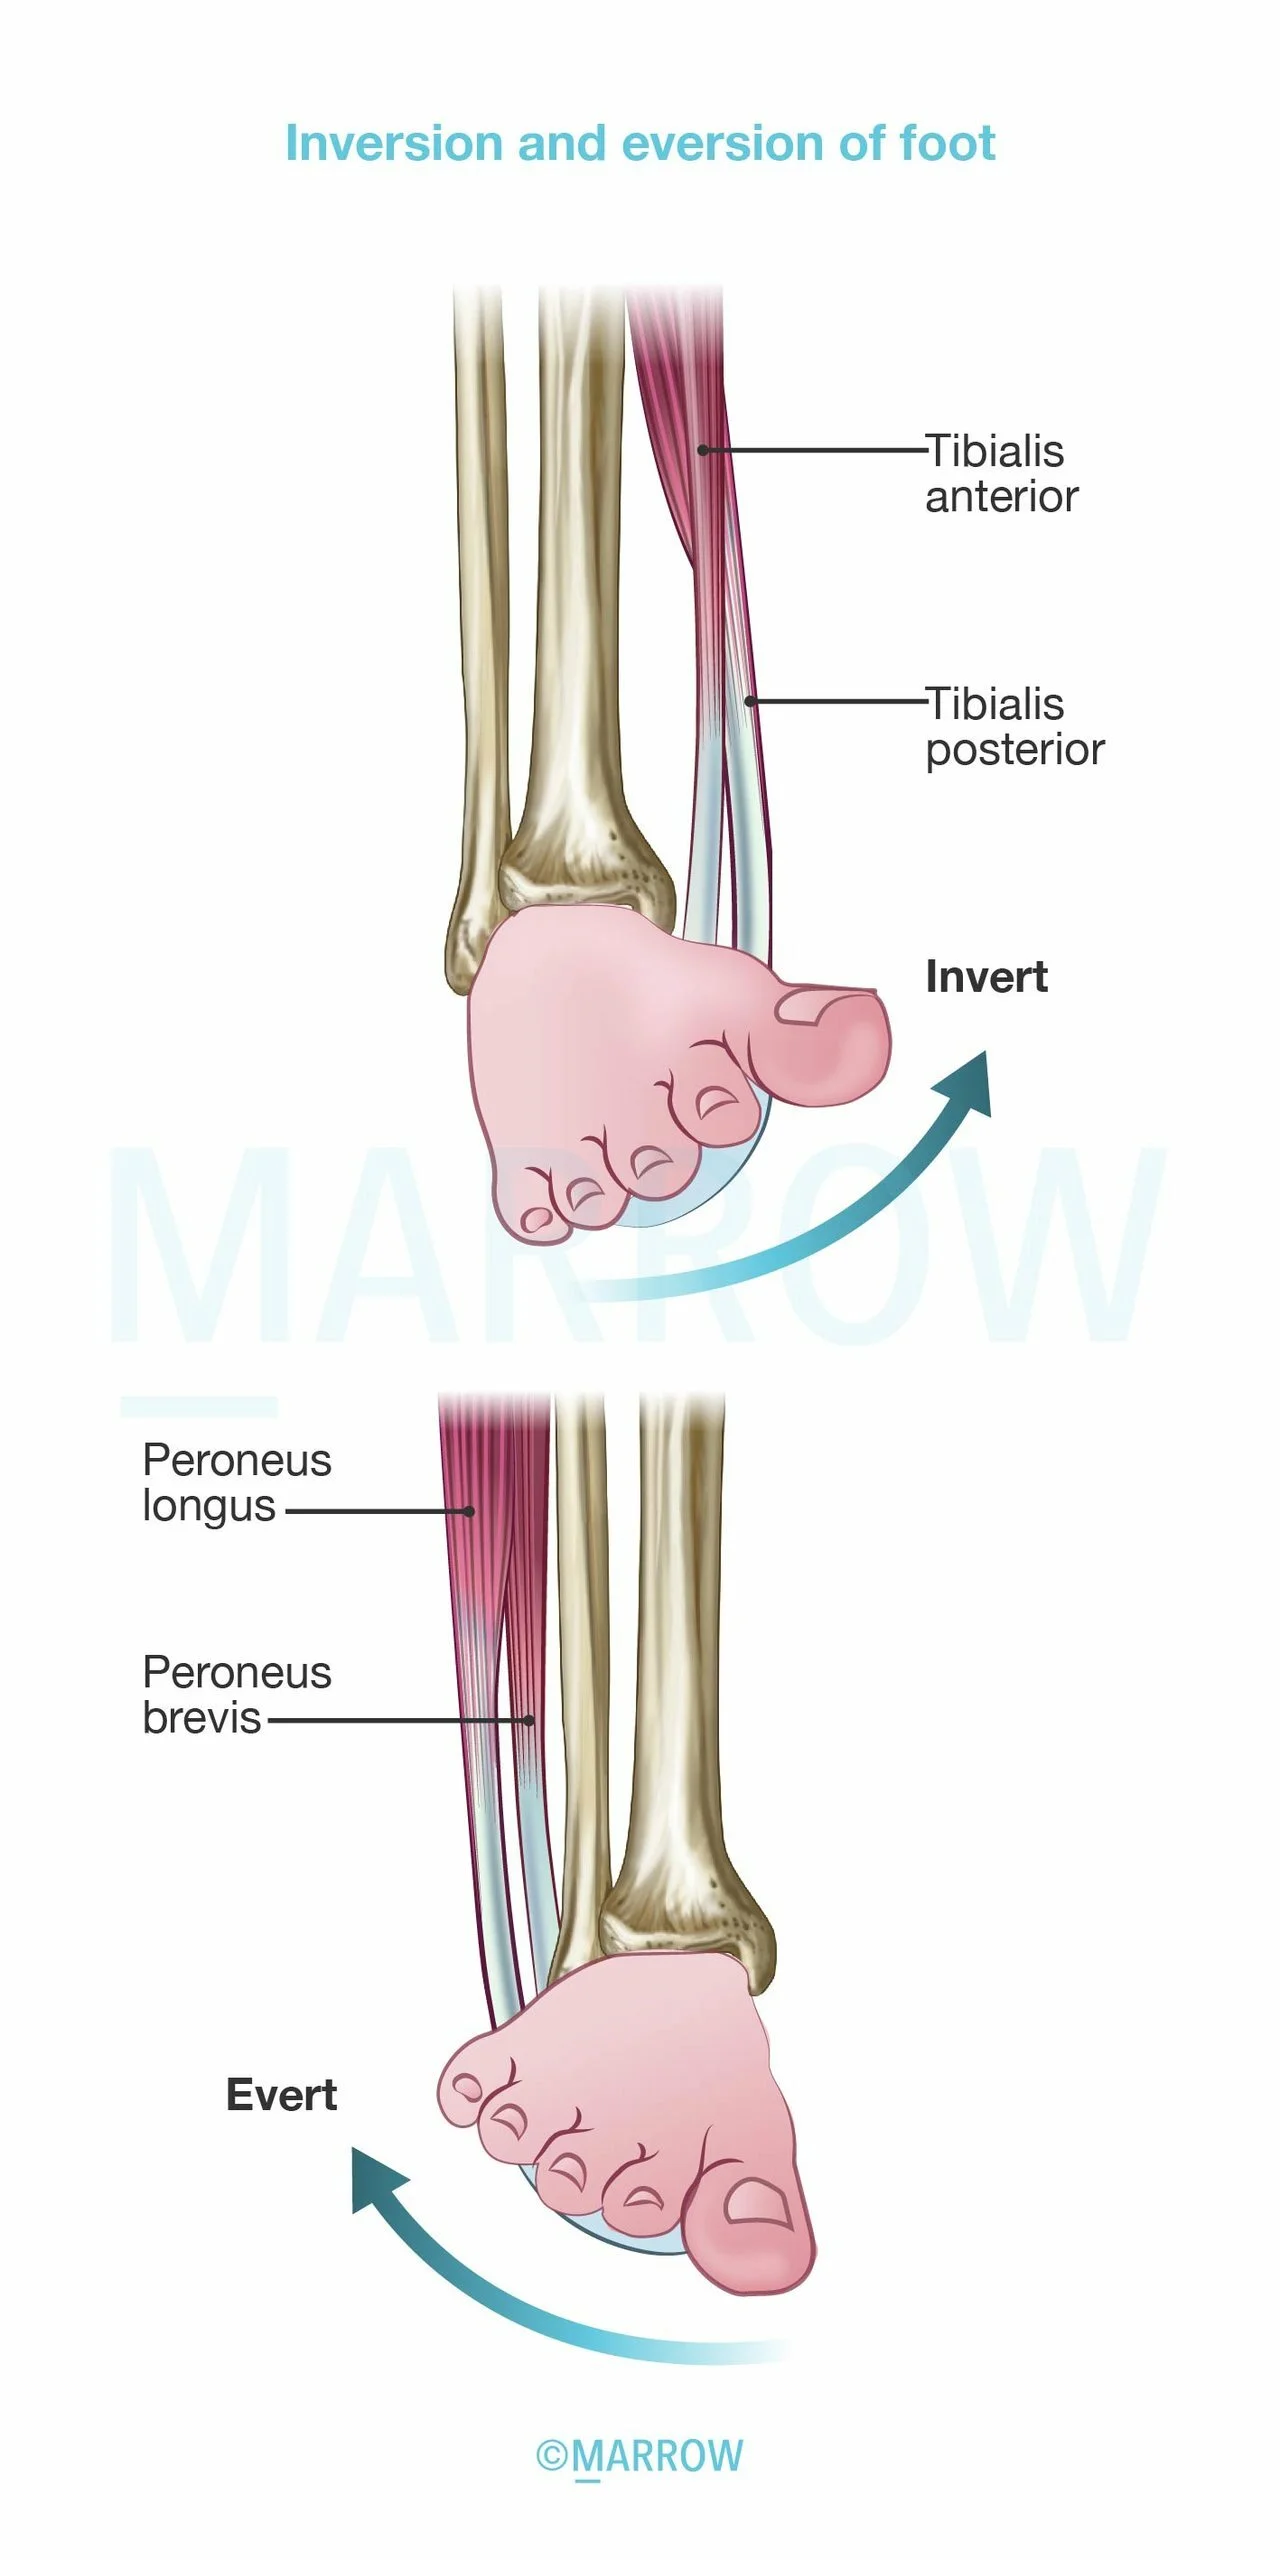 Inversion and eversion of foot
Tibialis
anterior
Tibialis
posterior
Invert
MARROW
Peroneus
longus
Peroneus
brevis
Evert
©MARROW